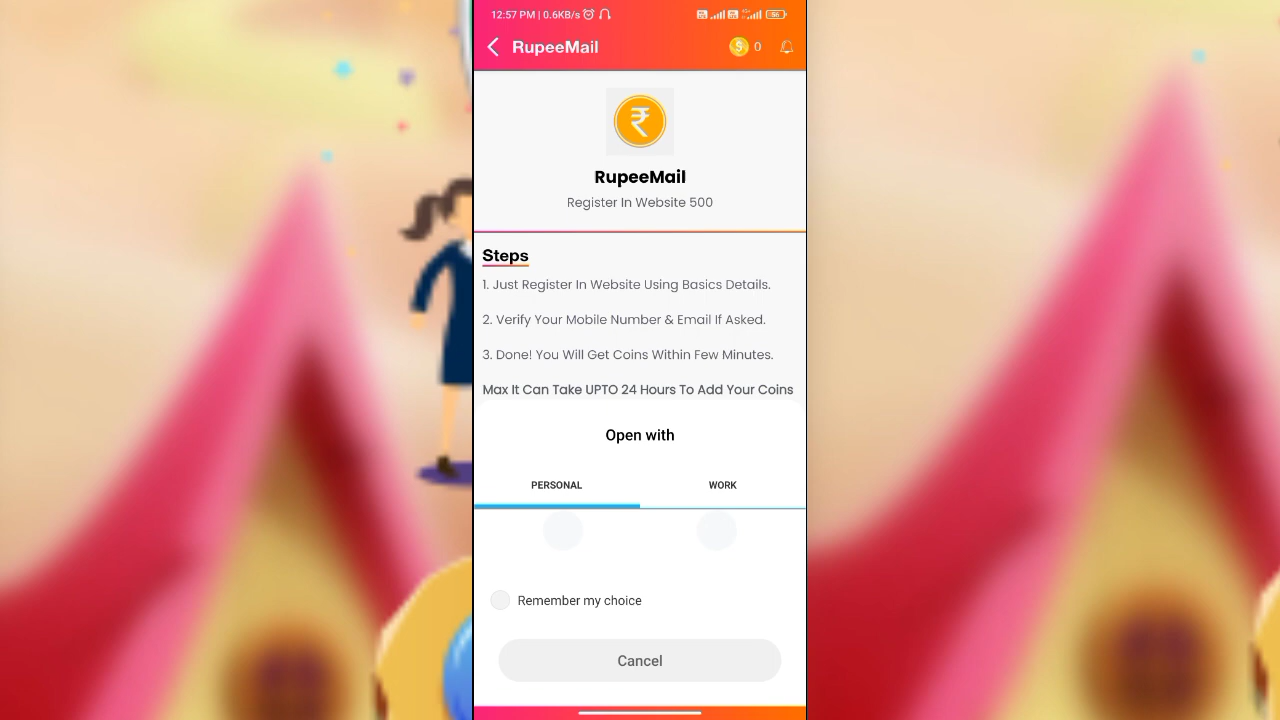 12:57 PM | 0.6KB/s
56
RupeeMail
0
RupeeMail
Register In Website 500
Steps
1. Just Register In Website Using Basics Details.
2. Verify Your Mobile Number & Email If Asked.
3. Done! You Will Get Coins Within Few Minutes.
Max It Can Take UPTO 24 Hours To Add Your Coins
Open with
PERSONAL
WORK
Remember my choice
Cancel